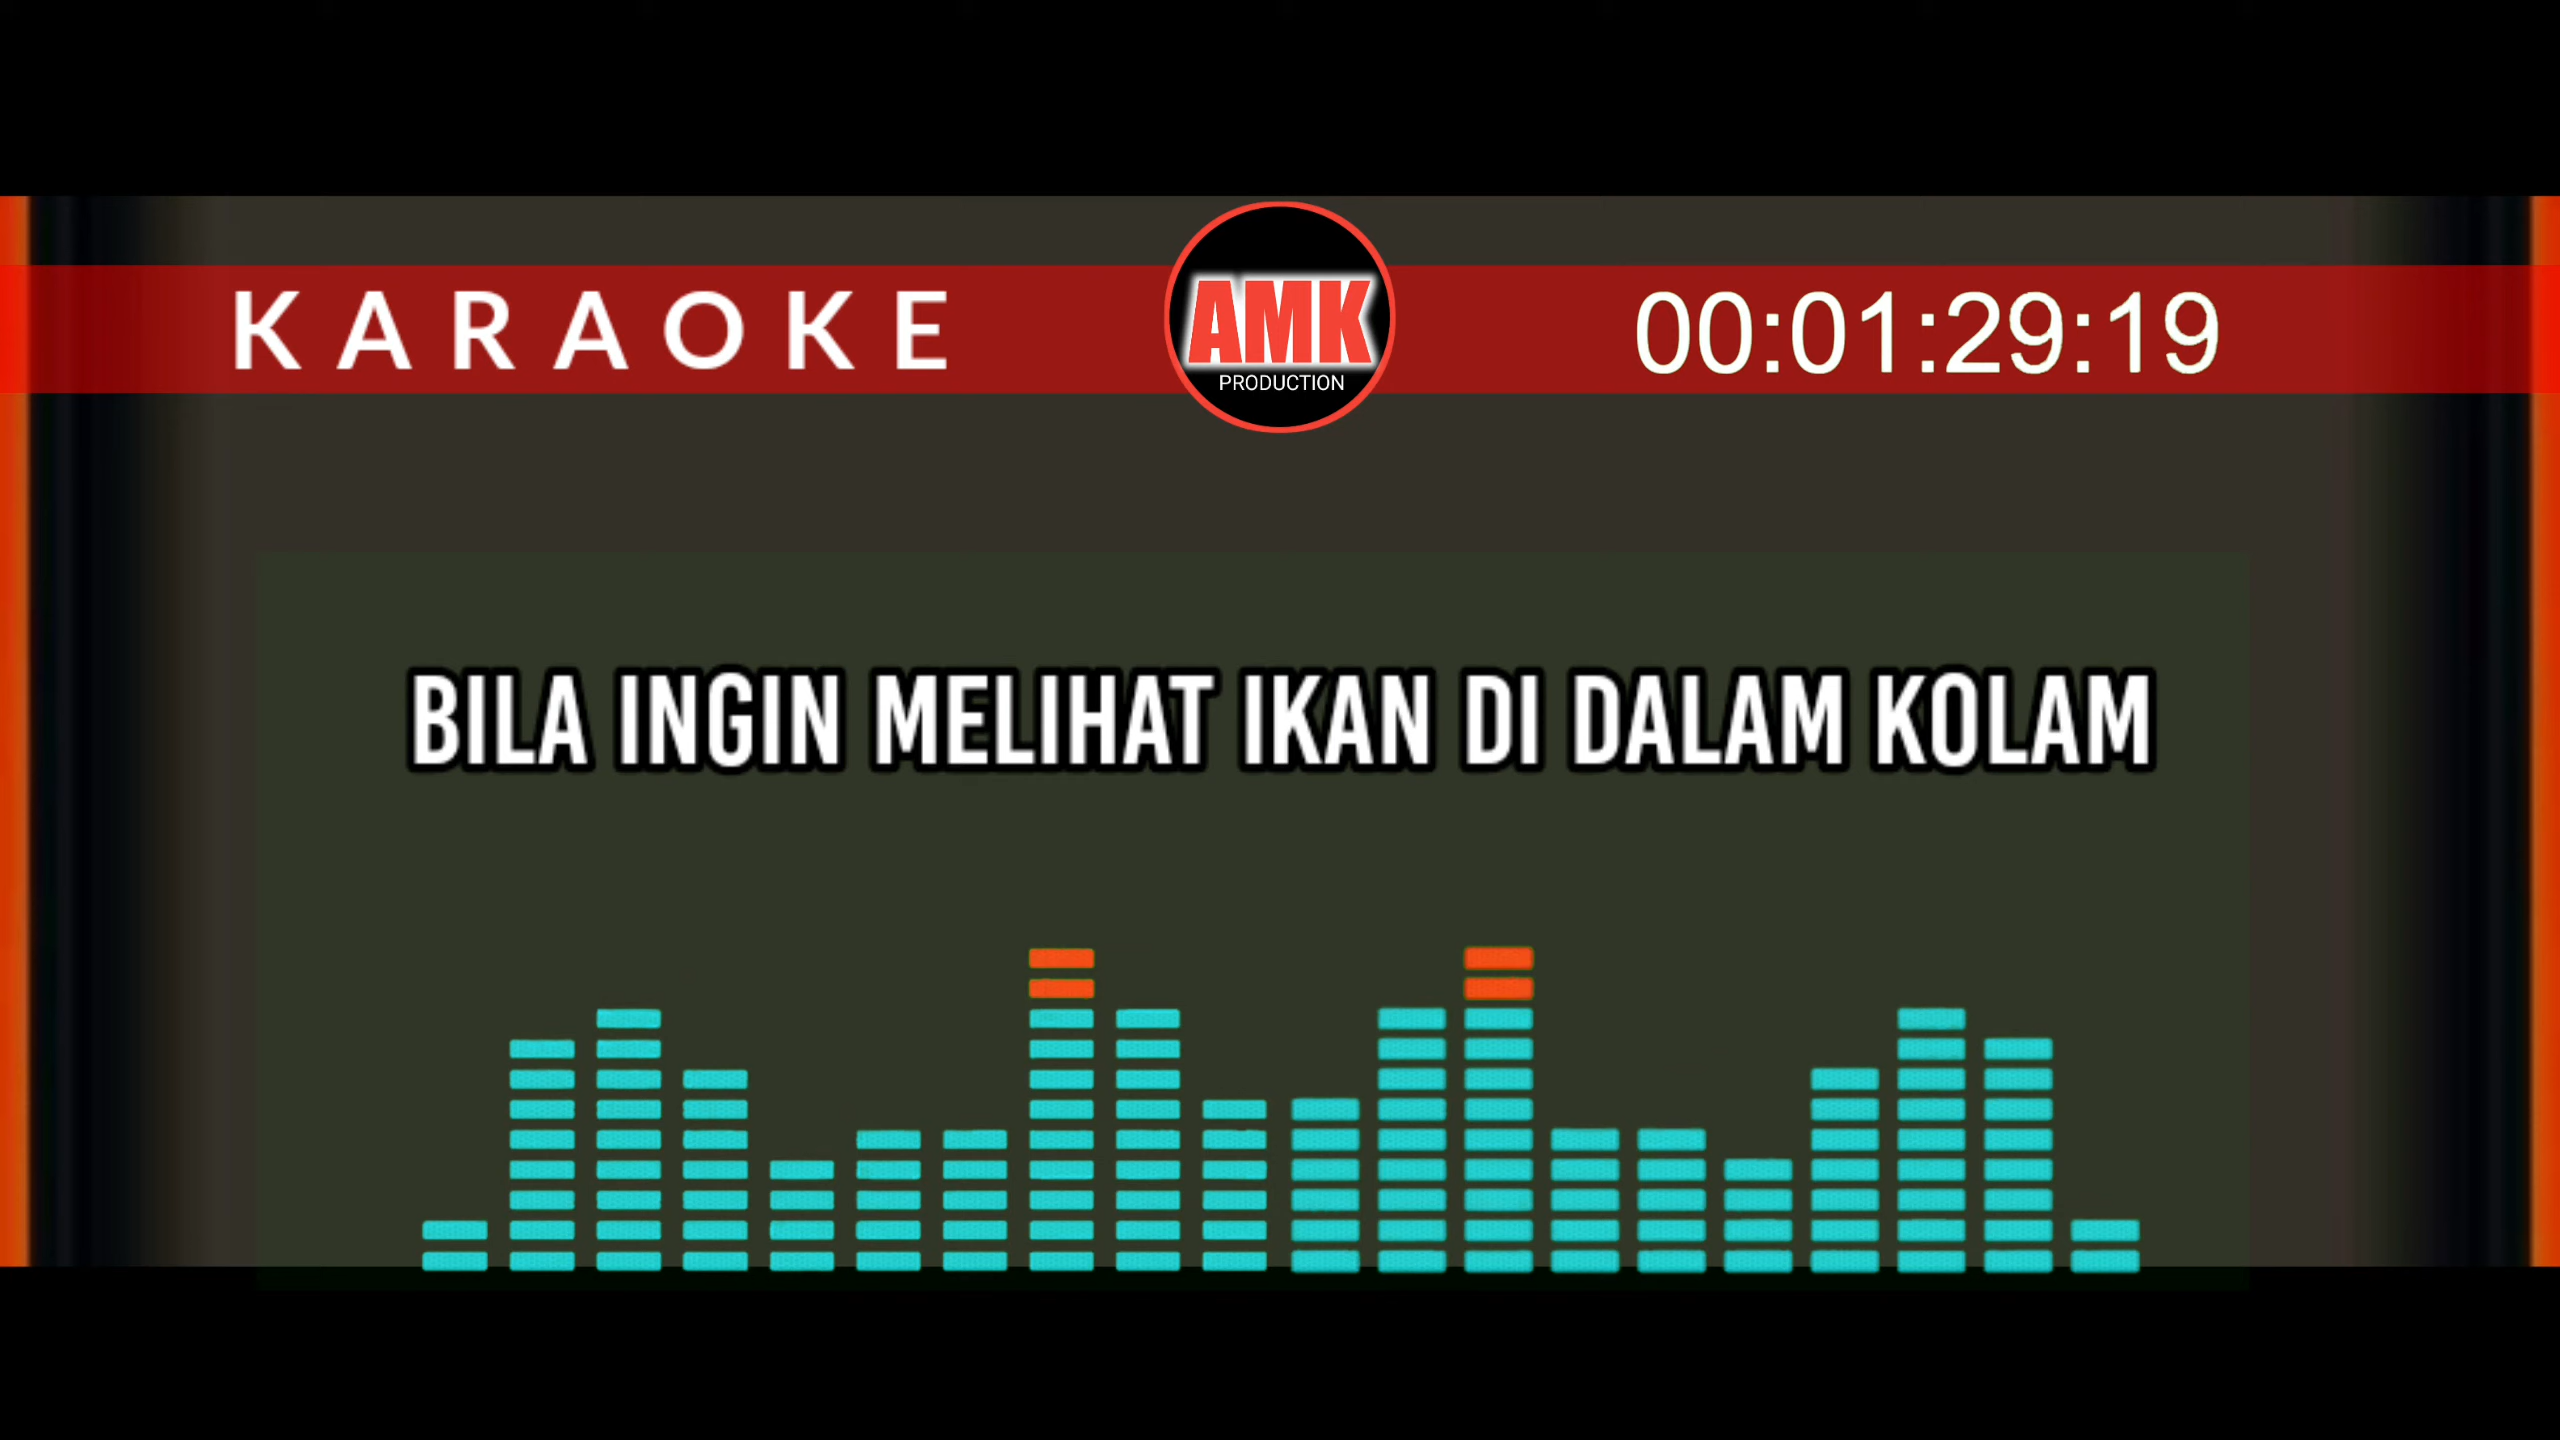 KARAOKE
AMK
PRODUCTION
00:01:29:19
BILA INGIN MELIHAT IKAN DI DALAM KOLAM